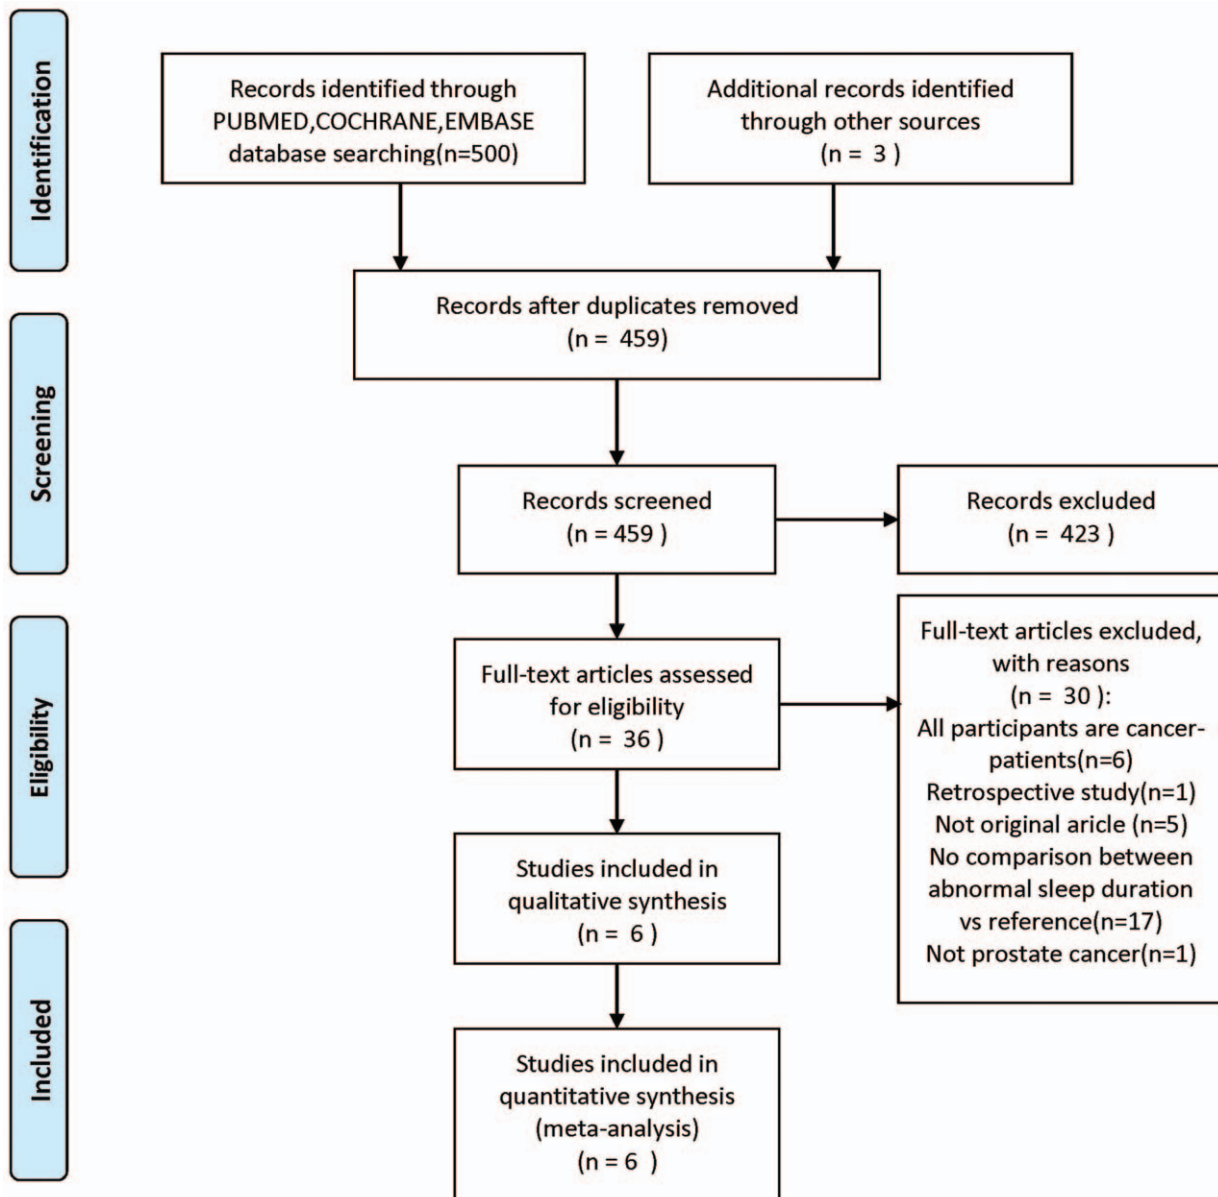 Identification
Records identified through
PUBMED,COCHRANE,EMBASE
database searching(n=500)
Additional records identified
through other sources
(n = 3 )
Records after duplicates removed
(n = 459)
Screening
Records screened
(n = 459 )
Records excluded
(n = 423 )
Eligibility
Full-text articles assessed
for eligibility
(n = 36 )
Full-text articles excluded,
with reasons
(n = 30 ):
All participants are cancer-
patients(n=6)
Retrospective study(n=1)
Not original aricle (n=5)
No comparison between
abnormal sleep duration
vs reference(n=17)
Not prostate cancer(n=1)
Studies included in
qualitative synthesis
(n = 6 )
Included
Studies included in
quantitative synthesis
(meta-analysis)
(n = 6 )